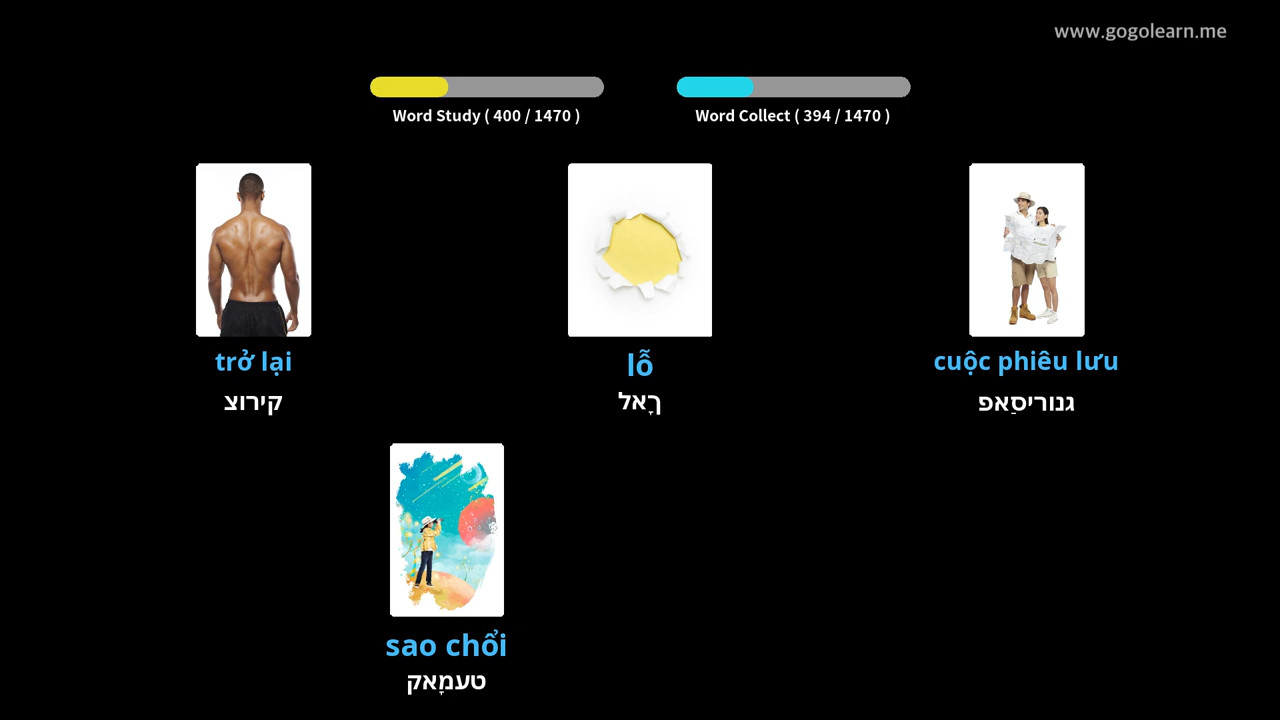 www.gogolearn.me
Word Study ( 400 / 1470 )
Word Collect ( 394 / 1470 )
trở lại
קירוצ
lỗ
ךָאל
cuộc phiêu lưu
גנוריסַאפ
sao chổi
טעמָאק